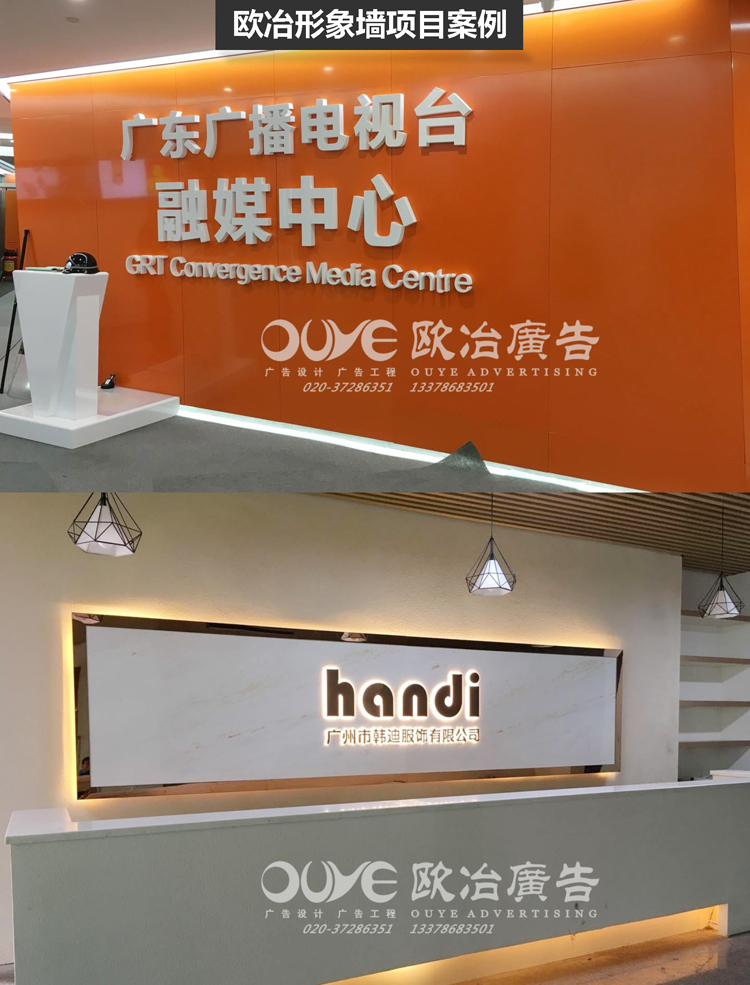 欧冶形象墙项目案例
广东广播电视台
融媒中心
GRT Convergence Media Centre
OUYE 欧冶廣告
广告设计 广告工程 OUYE ADVERTISING
020-37286351 13378683501
handi
广州市韩迪服饰有限公司
OUYE 欧冶廣告
广告设计 广告工程 OUYE ADVERTISING
020-37286351 13378683501